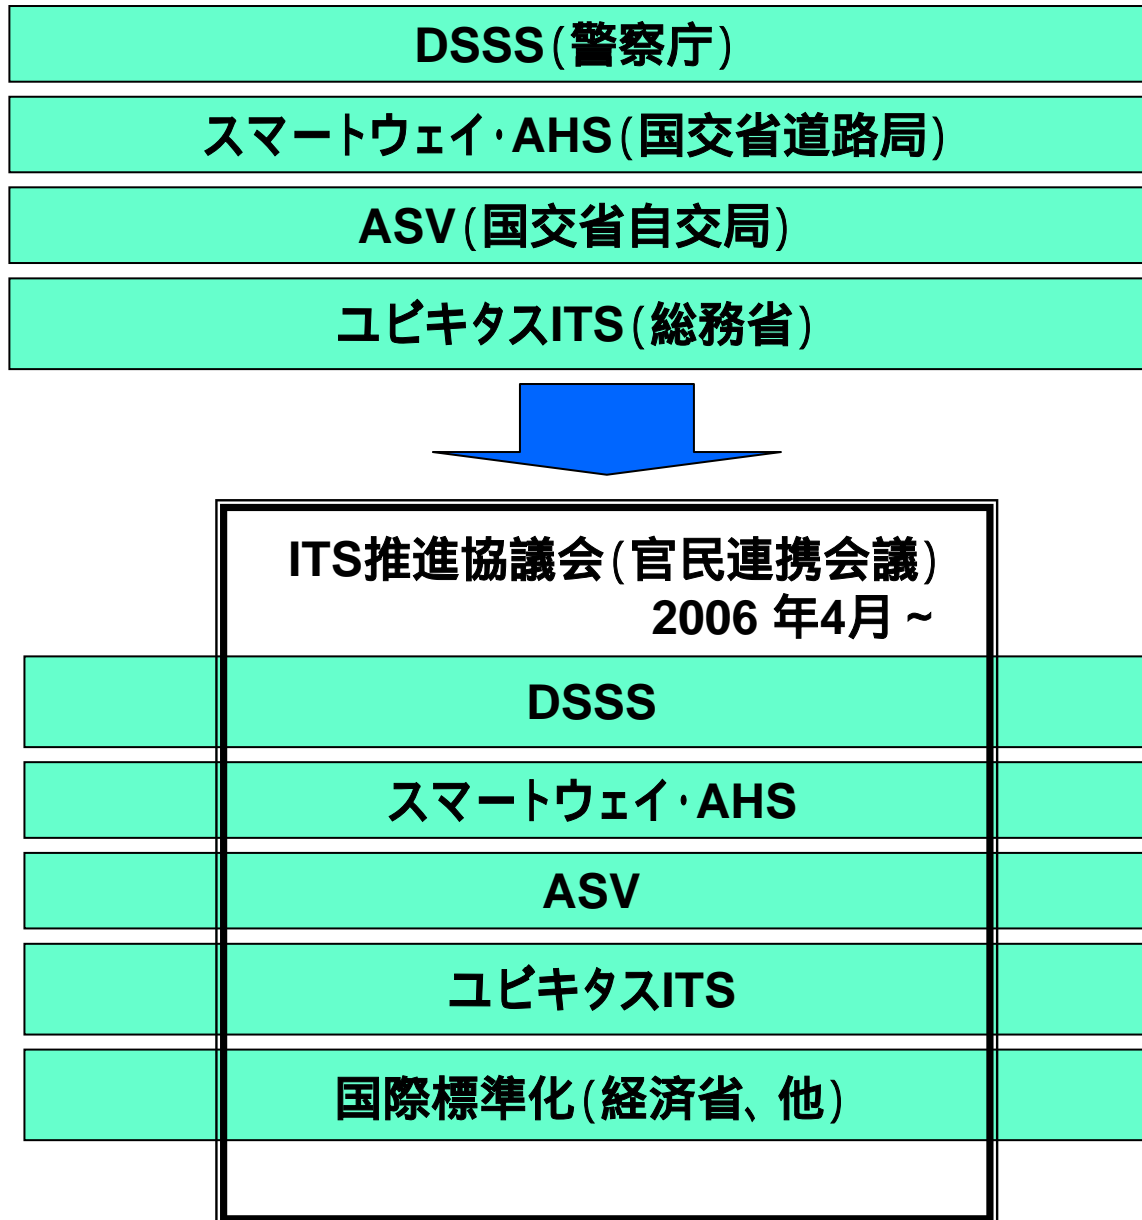 DSSS(警察庁)
スマートウェイ・AHS(国交省道路局)
ASV(国交省自交局)
ユビキタスITS(総務省)
ITS推進協議会(官民連携会議)
2006 年4月 ~
DSSS
スマートウェイ・AHS
ASV
ユビキタスITS
国際標準化(経済省、他)